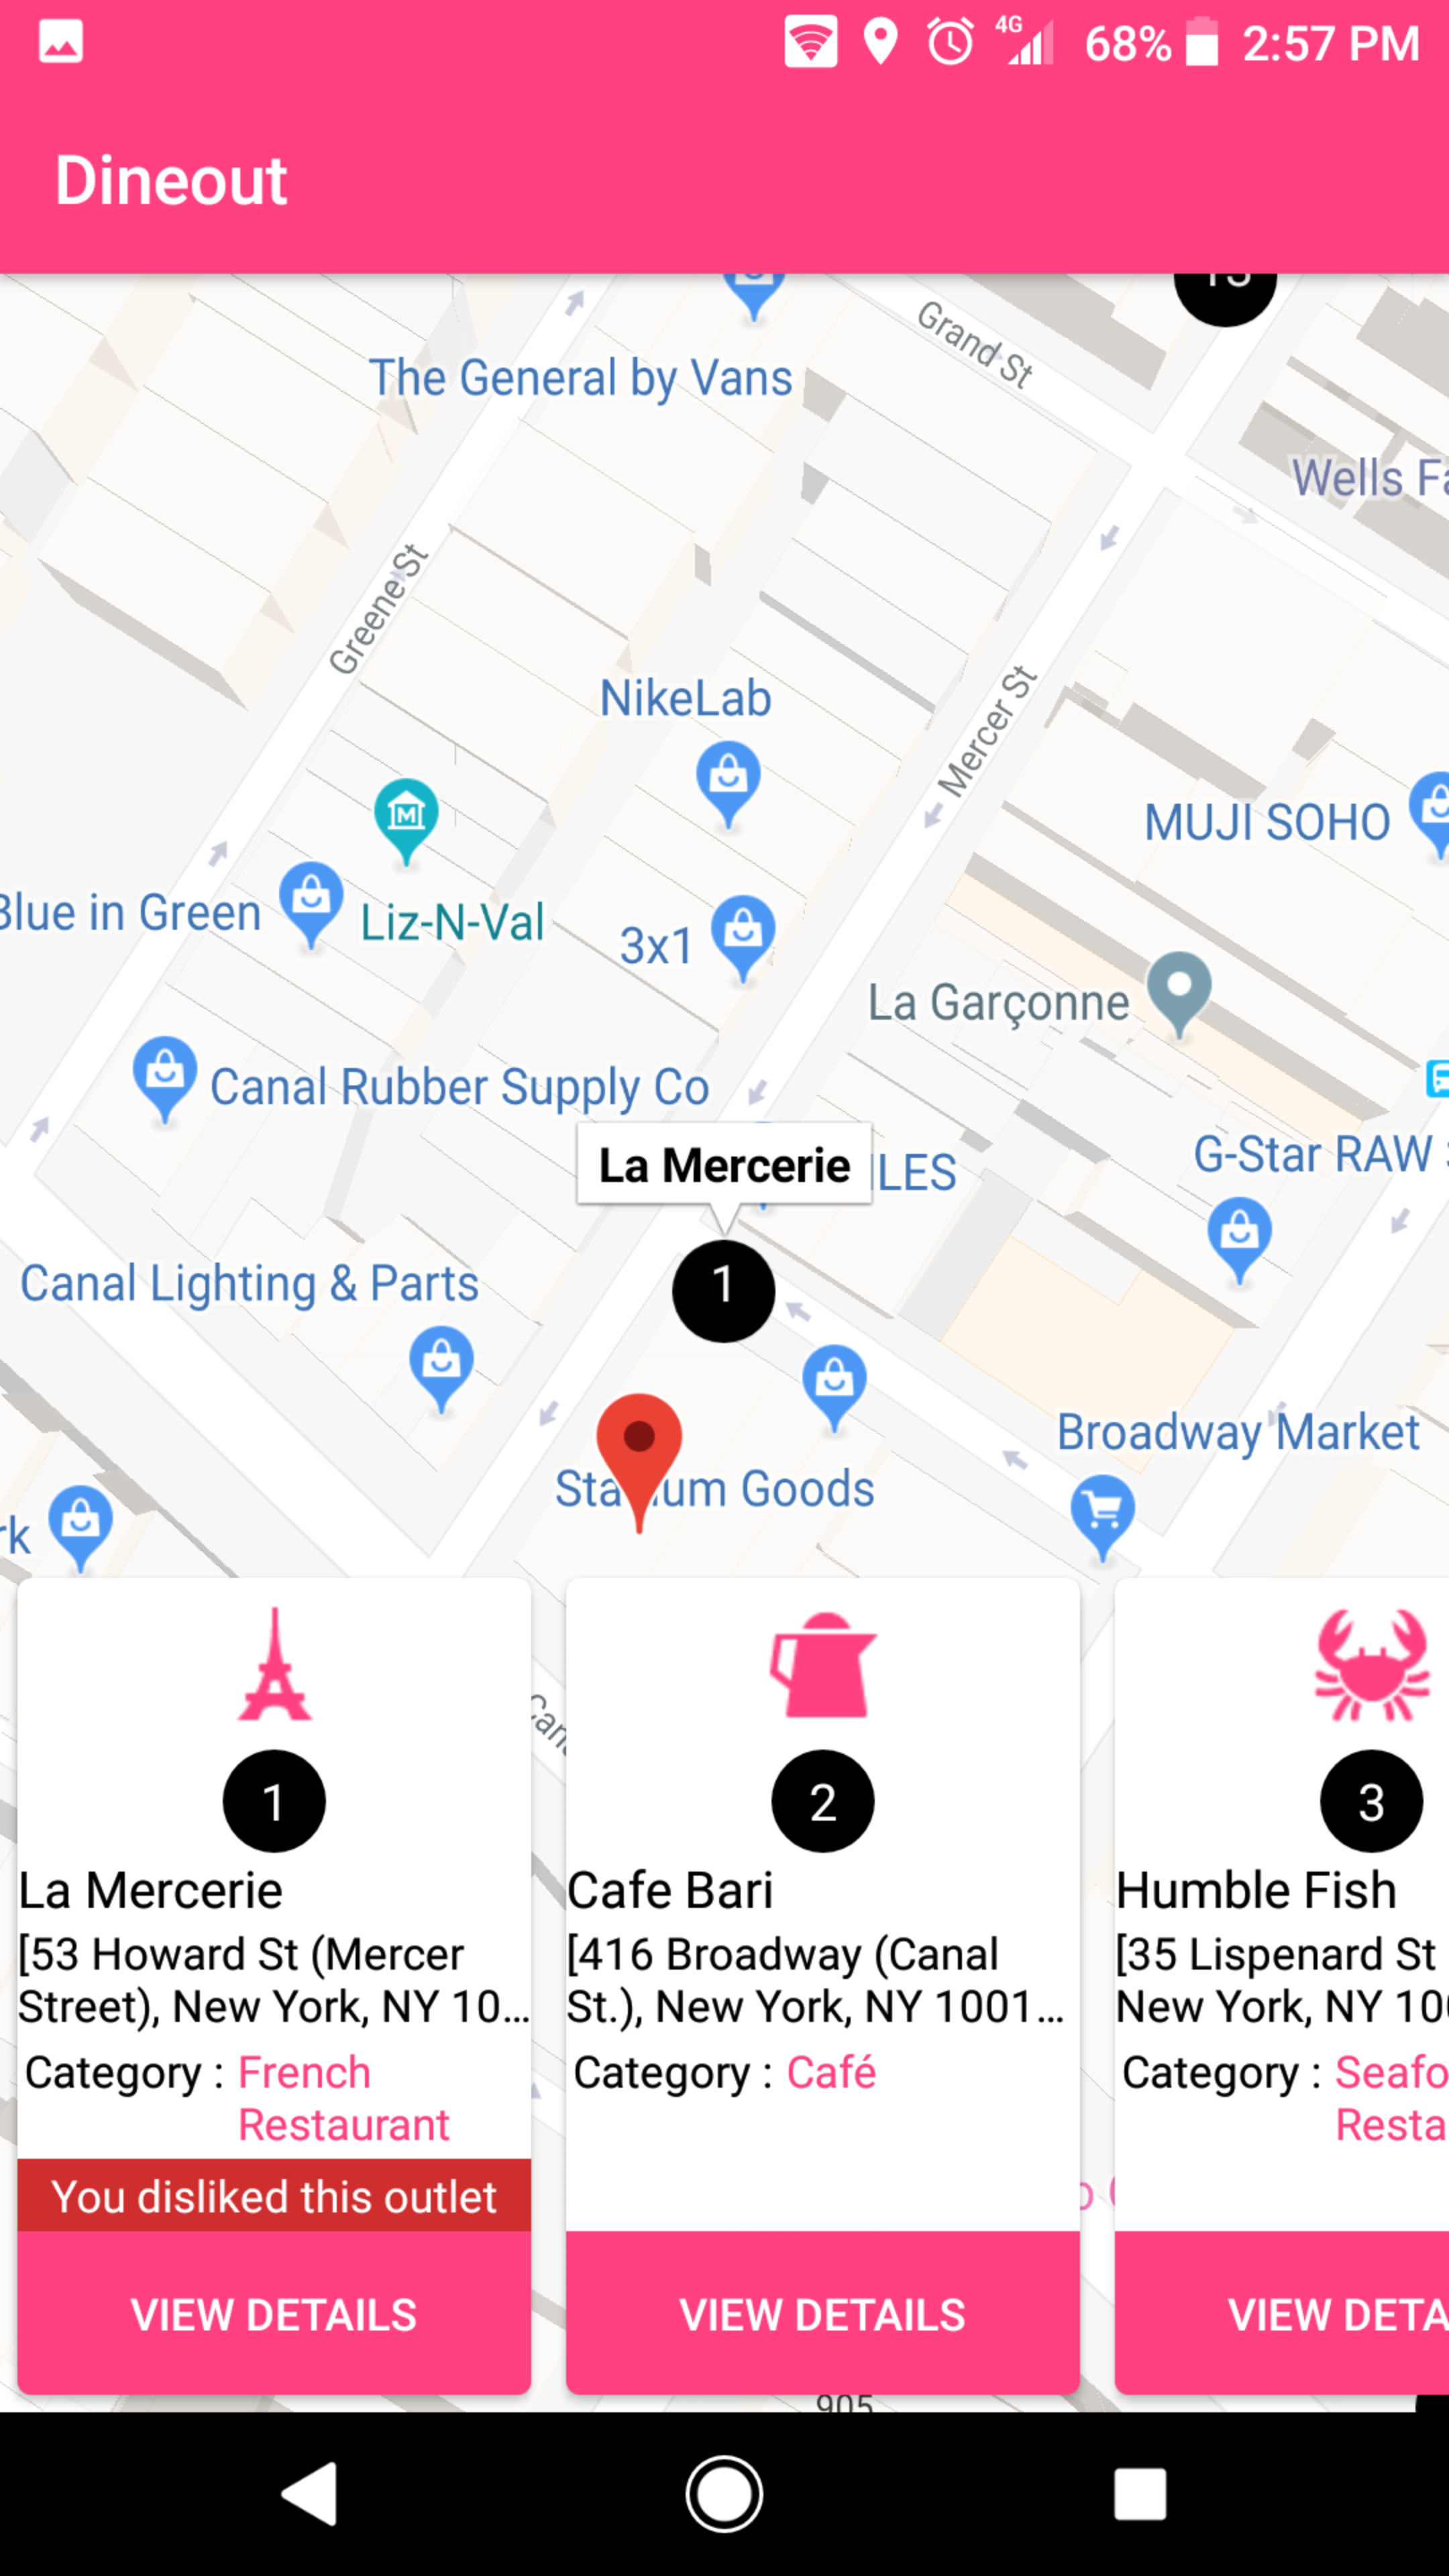 4G 68% 2:57 PM
Dineout
Grand St
The General by Vans
Wells
Greene St
NikeLab
Mercer St
MUJI SOHO
Blue in Green
Liz-N-Val
3x1
La Garçonne
Canal Rubber Supply Co
La Mercerie
G-Star RAW
Canal Lighting & Parts
1
Broadway Market
Goods
1
2
3
La Mercerie
[53 Howard St (Mercer
Street), New York, NY 10...
Category : French
Restaurant
You disliked this outlet
VIEW DETAILS
Cafe Bari
[416 Broadway (Canal
St.), New York, NY 1001...
Category : Café
VIEW DETAILS
Humble Fish
[35 Lispenard St
New York, NY 10
Category : Seafo
Resta
VIEW DETA
905